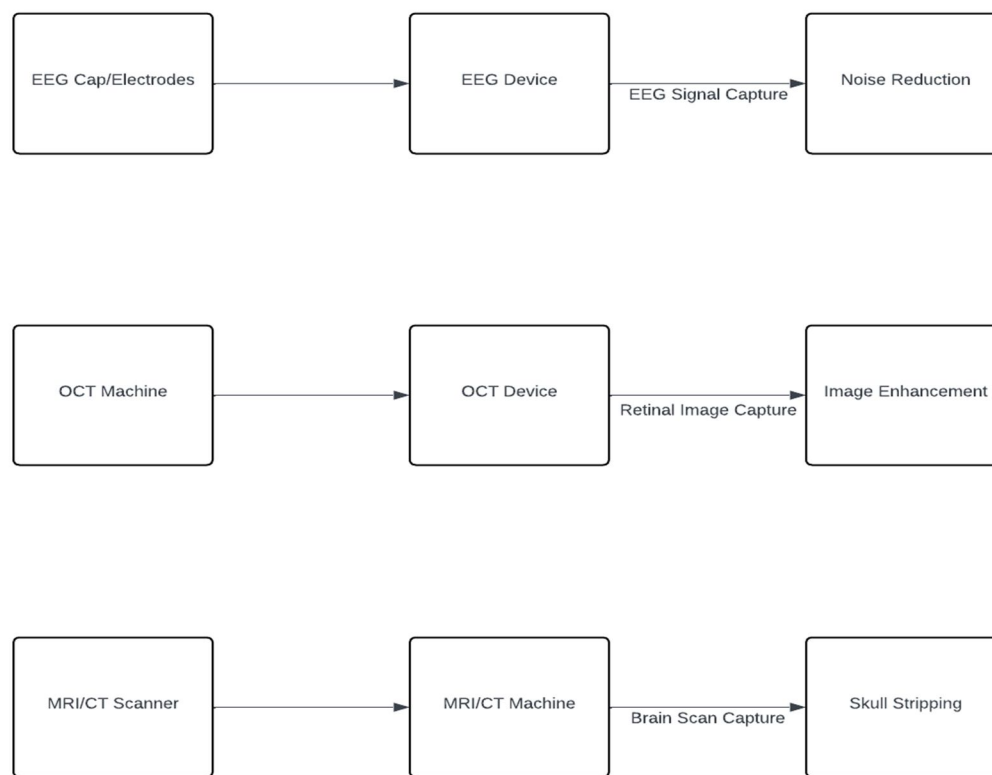 EEG Cap/Electrodes
EEG Device
EEG Signal Capture
Noise Reduction
OCT Machine
OCT Device
Retinal Image Capture
Image Enhancement
MRI/CT Scanner
MRI/CT Machine
Brain Scan Capture
Skull Stripping